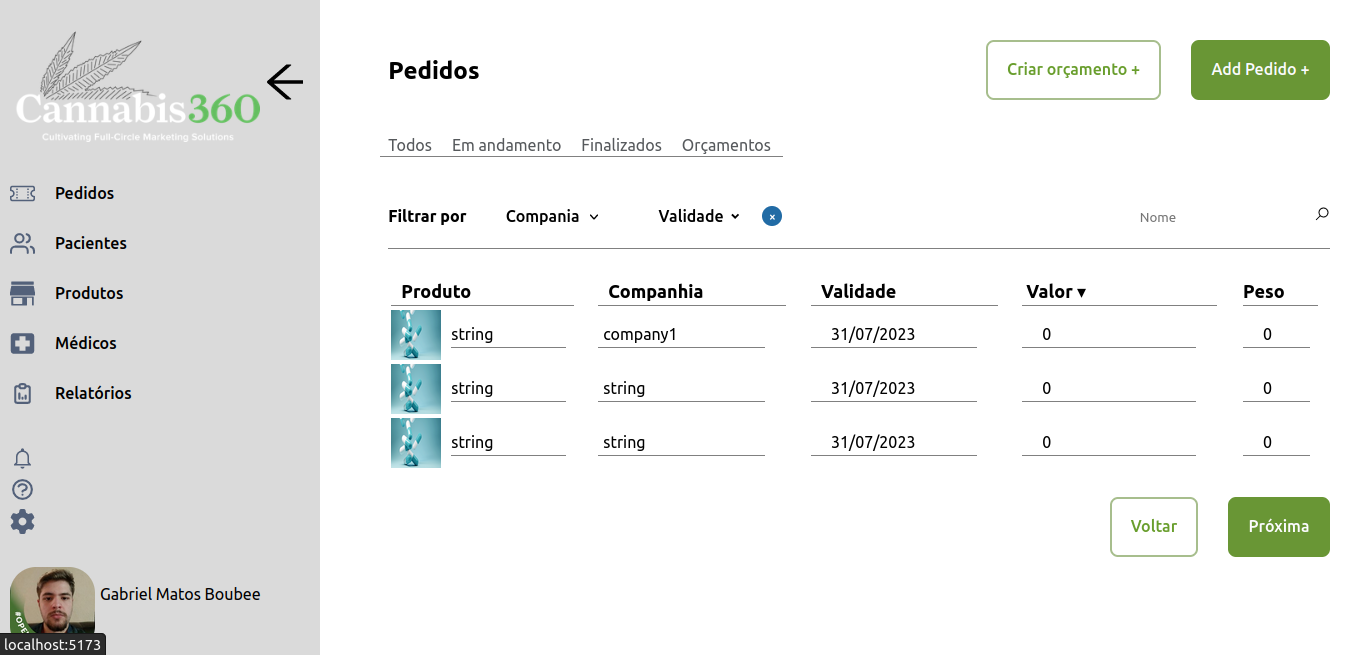 Cannabis360
Cultivating Full-Circle Marketing Solutions
Pedidos
Pacientes
Produtos
Médicos
Relatórios
Gabriel Matos Boubee
#OPE
localhost:5173
Pedidos
Criar orçamento +
Add Pedido +
Todos Em andamento Finalizados Orçamentos
Filtrar por Compania Validade × Nome
Produto Companhia Validade Valor ▾ Peso
string company1 31/07/2023 0 0
string string 31/07/2023 0 0
string string 31/07/2023 0 0
Voltar Próxima